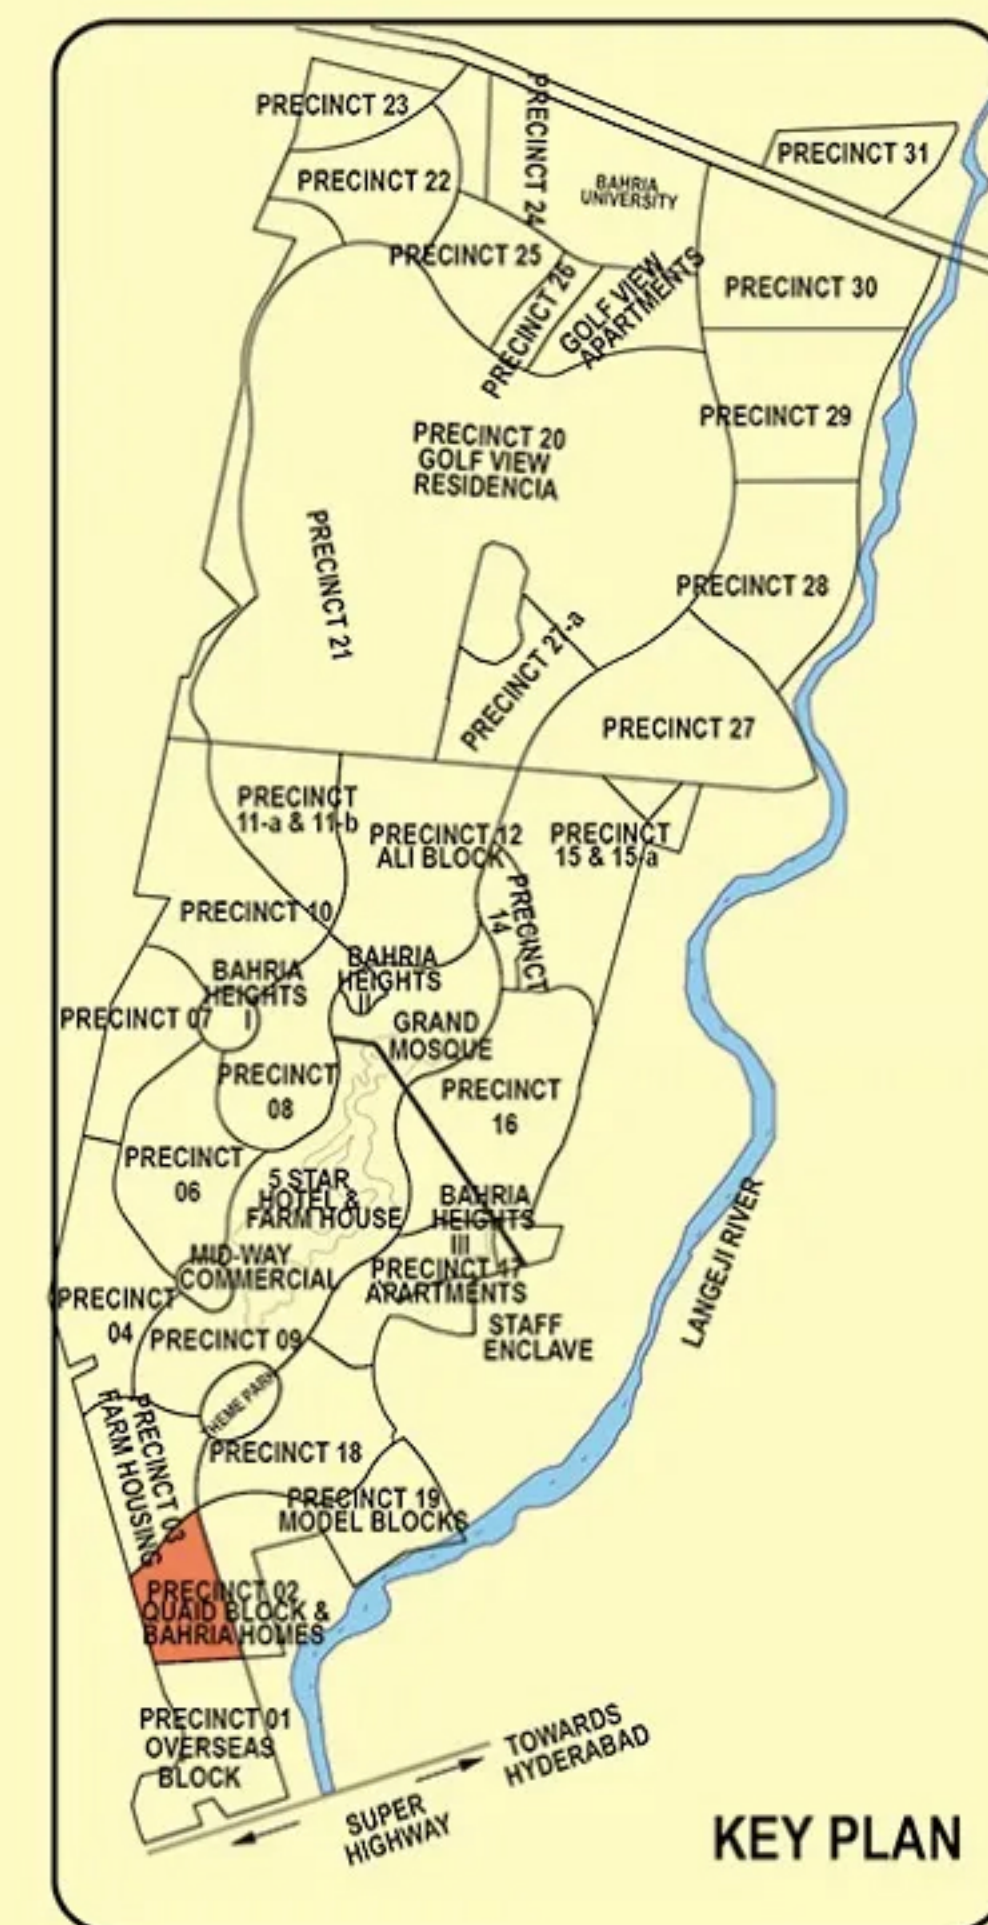 PRECINCT 23
PRECINCT 24
PRECINCT 31
PRECINCT 22
BAHRIA
UNIVERSITY
PRECINCT 25
PRECINCT 26
GOLF VIEW
APARTMENTS
PRECINCT 30
PRECINCT 29
PRECINCT 20
GOLF VIEW
RESIDENCIA
PRECINCT 21
PRECINCT 28
PRECINCT 27-a
PRECINCT 27
PRECINCT
11-a & 11-b
PRECINCT 12
ALI BLOCK
PRECINCT
15 & 15-a
PRECINCT
14
PRECINCT 10
BAHRIA
HEIGHTS
I
BAHRIA
HEIGHTS
II
PRECINCT 07
GRAND
MOSQUE
PRECINCT
08
PRECINCT
16
PRECINCT
06
5 STAR
HOTEL &
FARM HOUSE
BAHRIA
HEIGHTS
III
MID-WAY
COMMERCIAL
PRECINCT 17
APARTMENTS
LANGEJI RIVER
PRECINCT
04
PRECINCT 09
STAFF
ENCLAVE
THEME PARK
PRECINCT 03
FARM HOUSING
PRECINCT 18
PRECINCT 19
MODEL BLOCKS
PRECINCT 02
QUAID BLOCK &
BAHRIA HOMES
PRECINCT 01
OVERSEAS
BLOCK
TOWARDS
HYDERABAD
SUPER
HIGHWAY
KEY PLAN